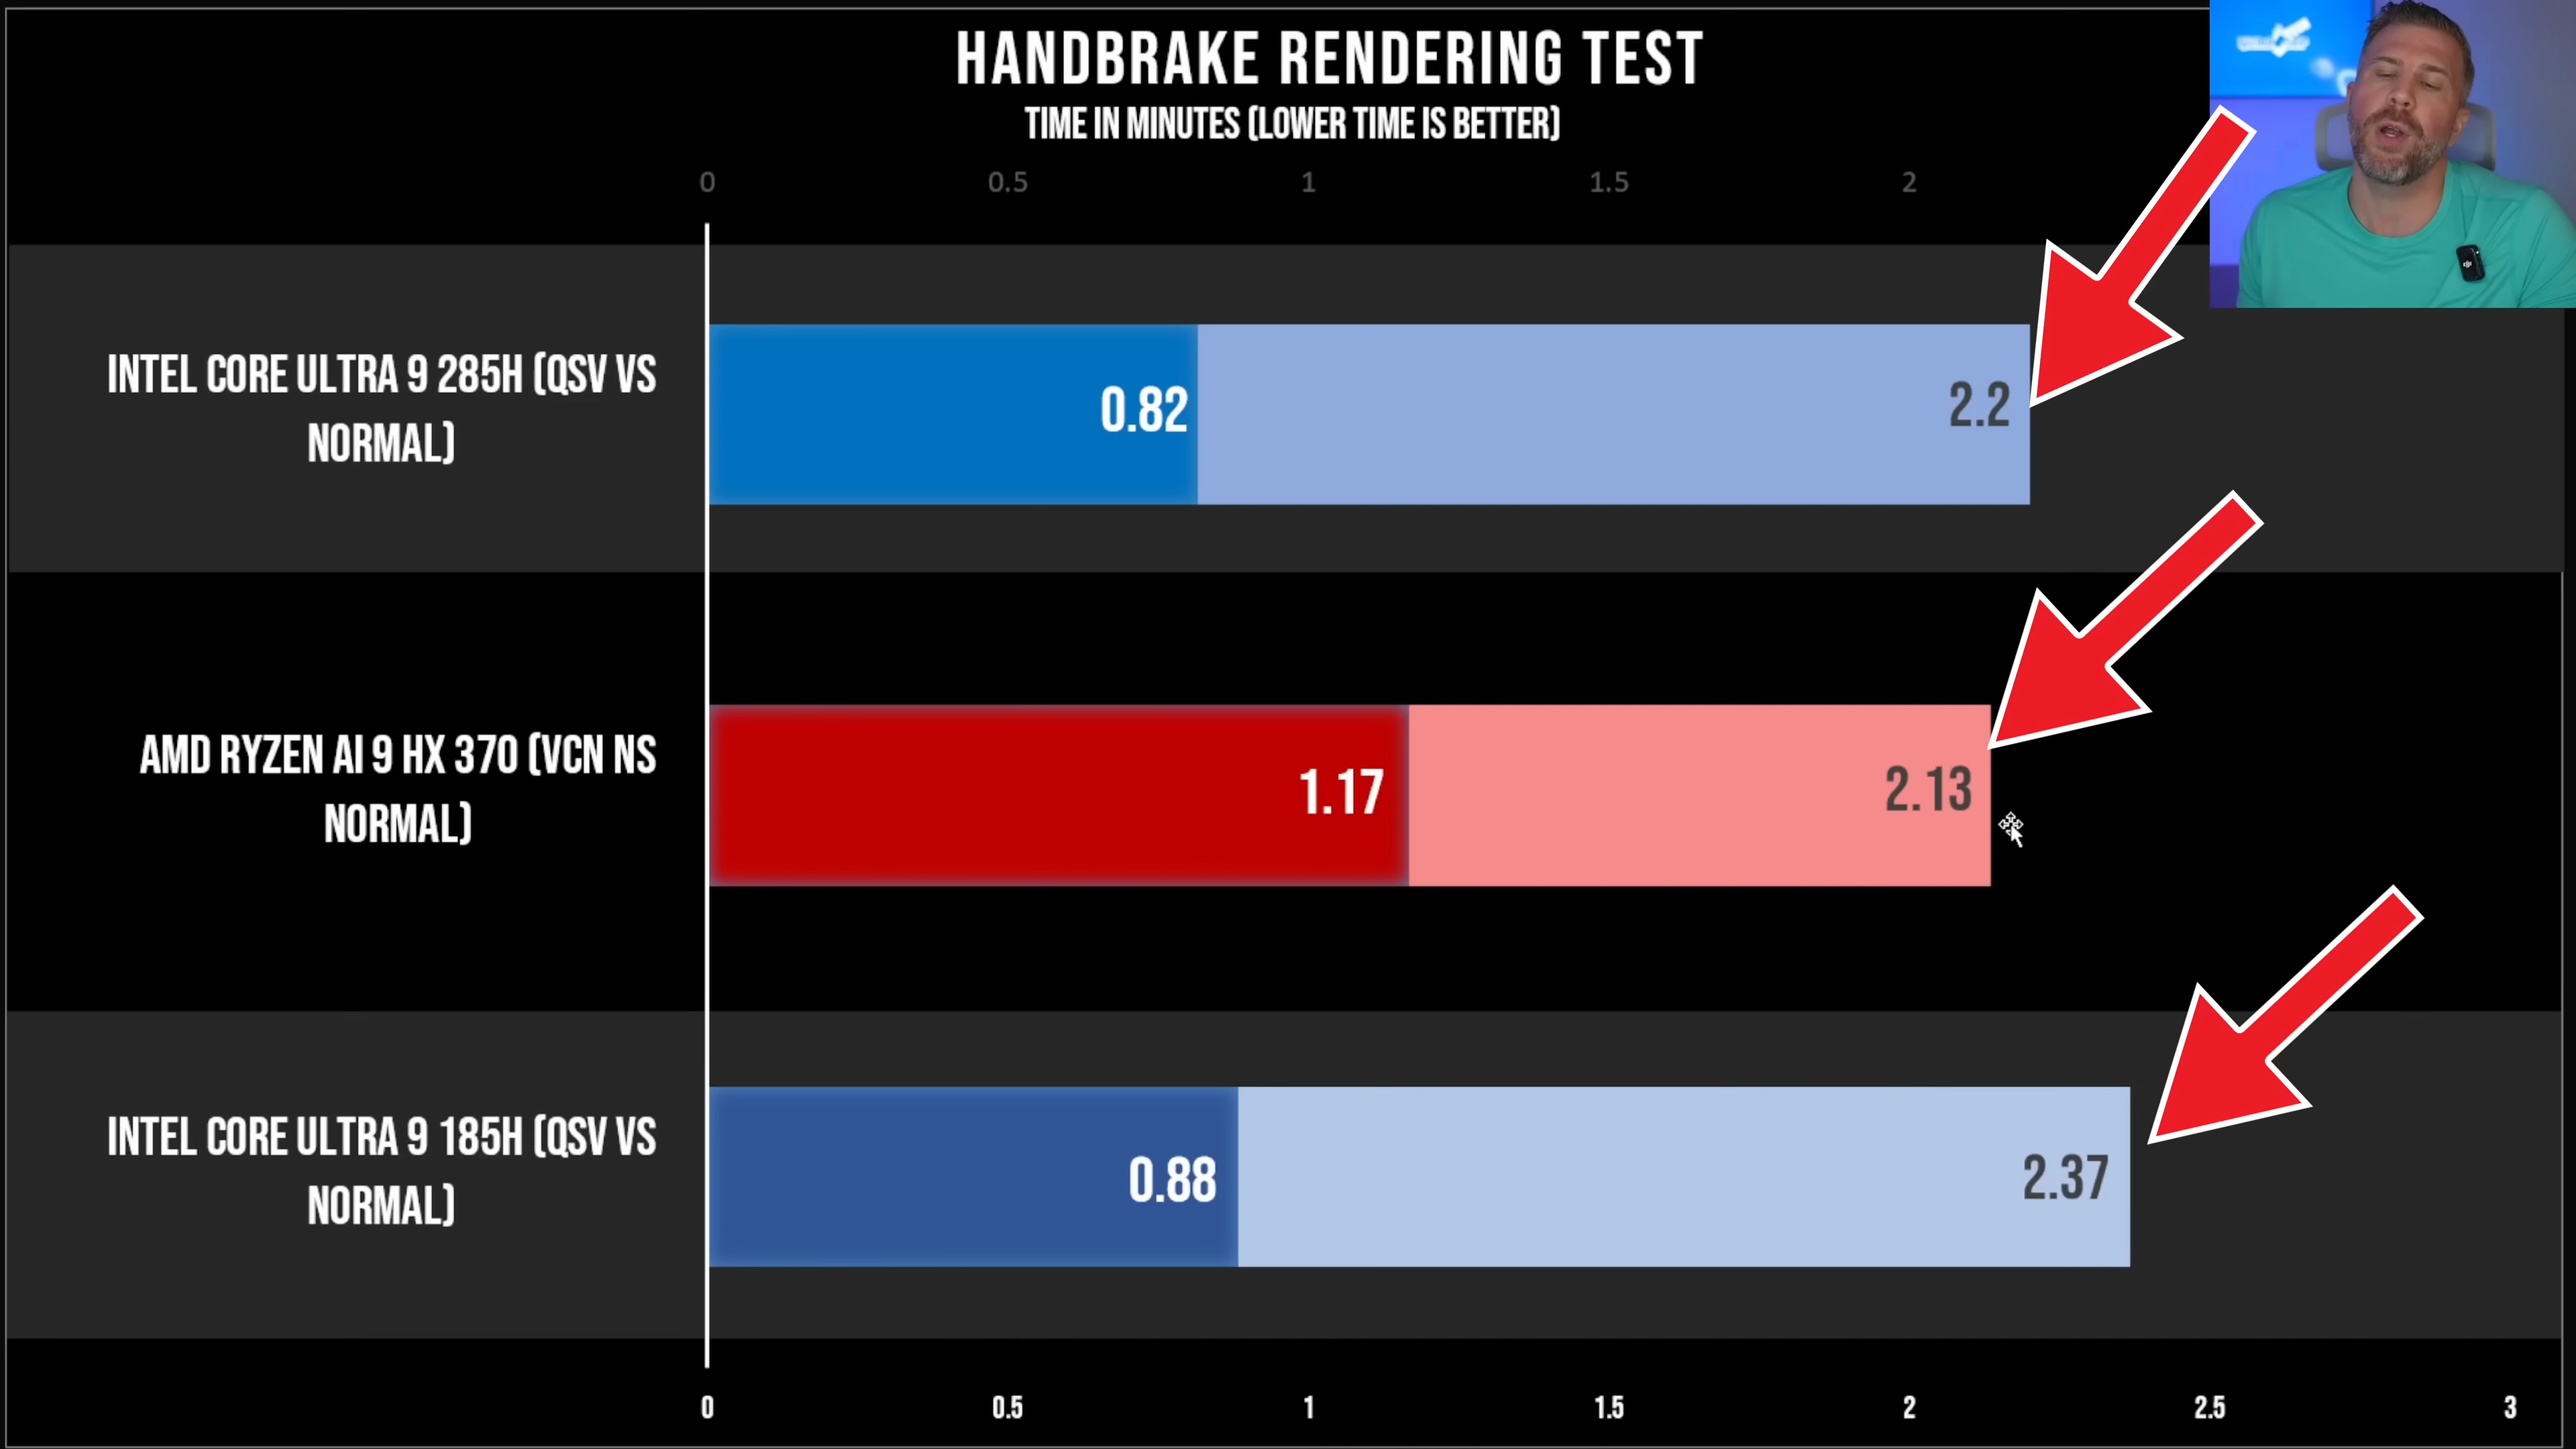 HANDBRAKE RENDERING TEST
TIME IN MINUTES (LOWER TIME IS BETTER)
0 0.5 1 1.5 2
INTEL CORE ULTRA 9 285H (QSV VS
NORMAL)
0.82 2.2
AMD RYZEN AI 9 HX 370 (VCN NS
NORMAL)
1.17 2.13
INTEL CORE ULTRA 9 185H (QSV VS
NORMAL)
0.88 2.37
0 0.5 1 1.5 2 2.5 3